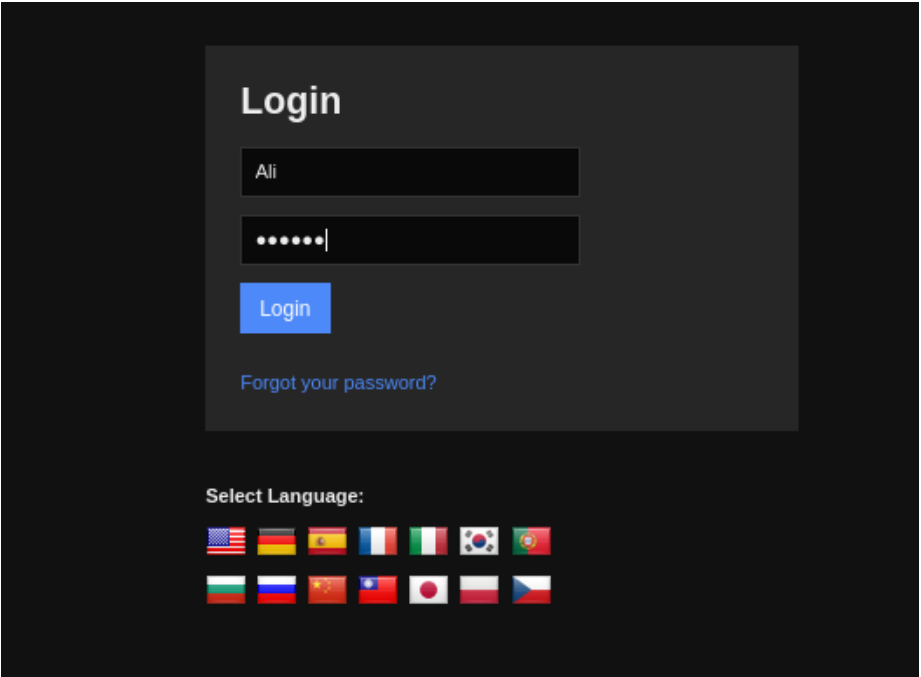 Login
Ali
••••••
Login
Forgot your password?
Select Language: